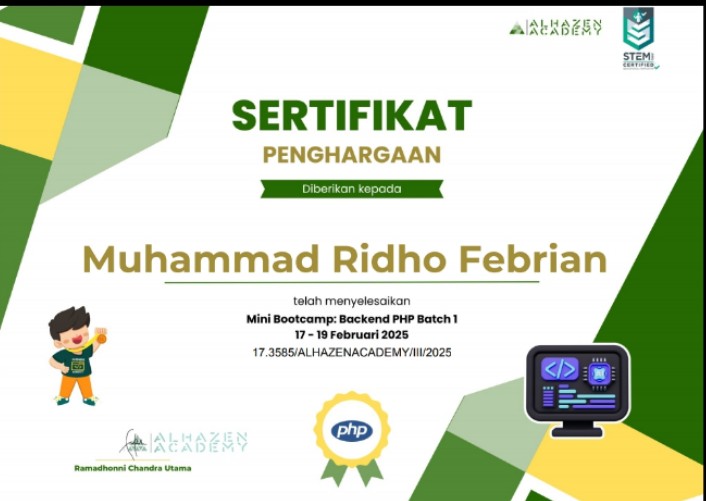 ALHAZEN
ACADEMY
STEM
CERTIFIED
SERTIFIKAT
PENGHARGAAN
Diberikan kepada
Muhammad Ridho Febrian
telah menyelesaikan
Mini Bootcamp: Backend PHP Batch 1
17 - 19 Februari 2025
17.3585/ALHAZENACADEMY/III/2025
</>
php
ALHAZEN
ACADEMY
Ramadhonni Chandra Utama